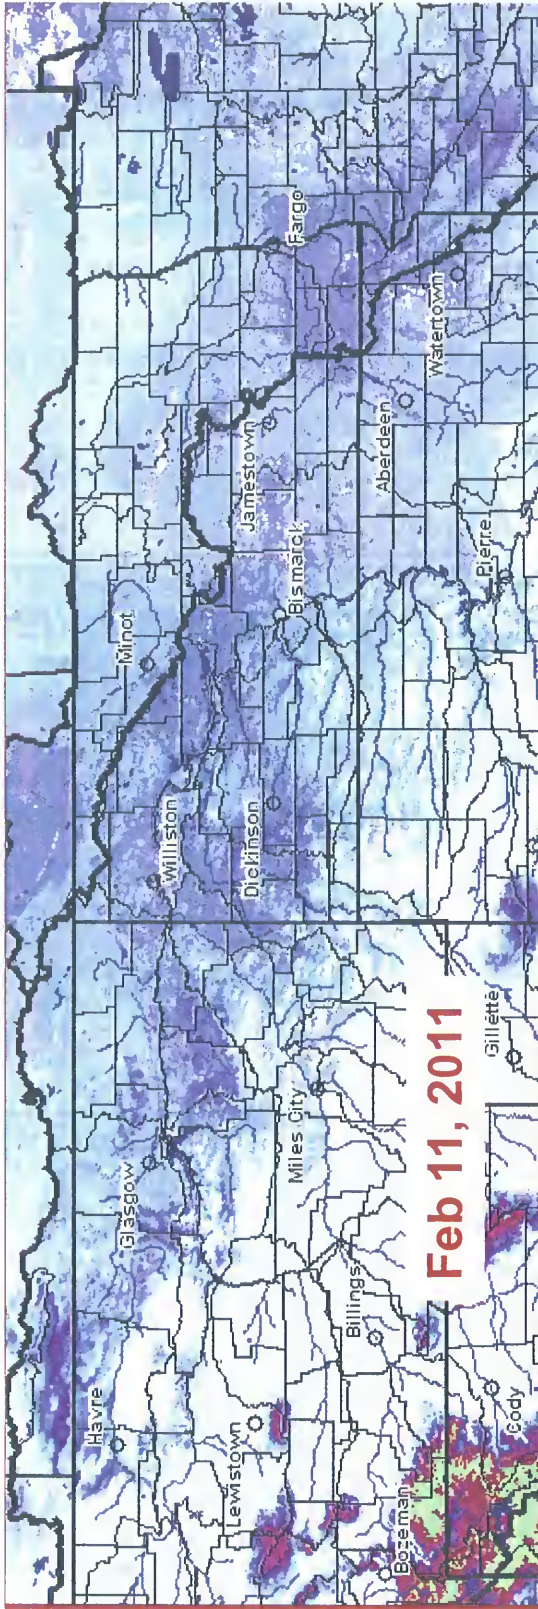 Havre
Glasgow
Williston
Minot
Lewistown
Dickinson
Jamestown
Miles City
Bismarck
Fargo
Billings
Bozeman
Aberdeen
Watertown
Feb 11, 2011
Cody
Gillette
Pierre